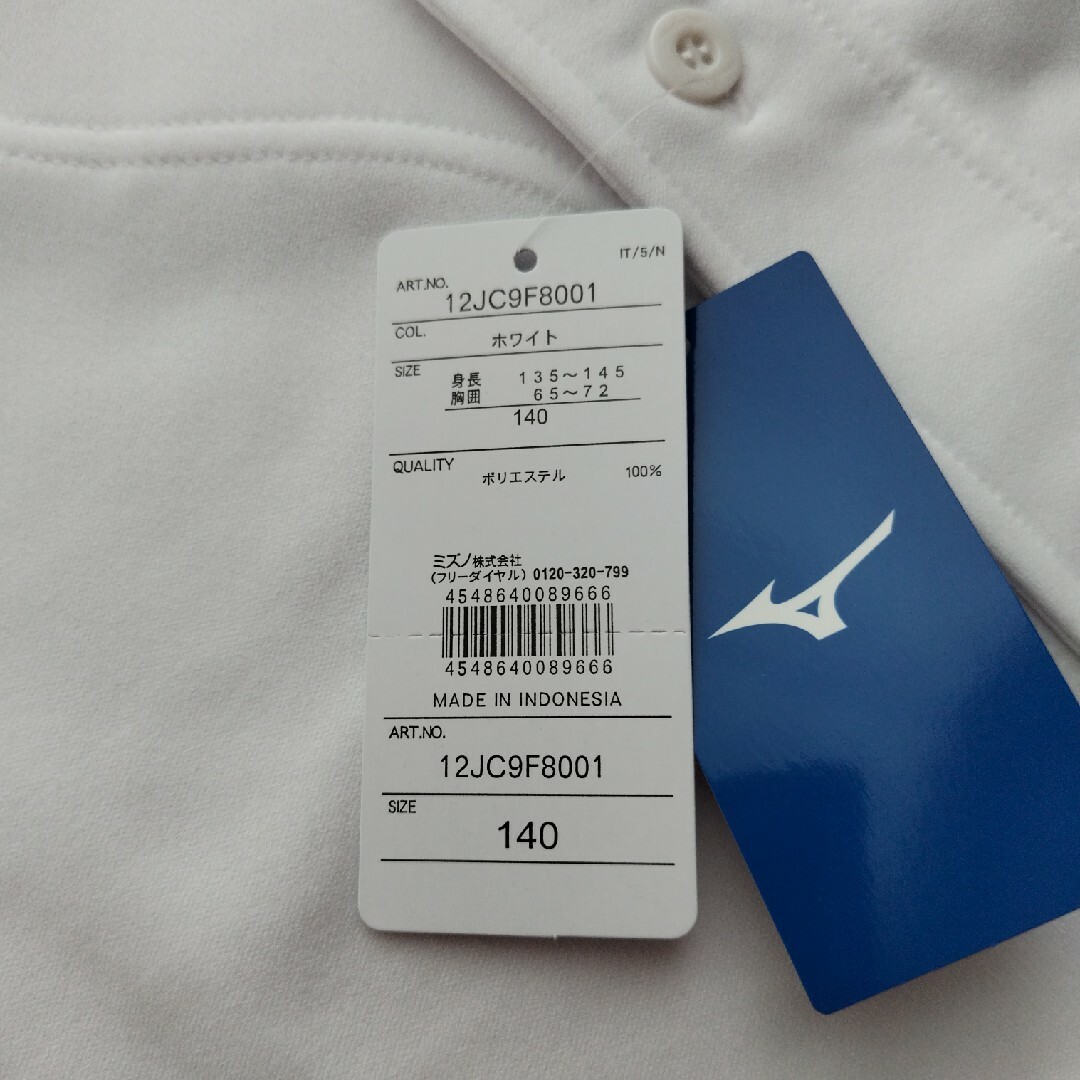 IT/5/N
ART.NO.
12JC9F8001
COL.
ホワイト
SIZE
身長 135～145
胸囲 65～72
140
QUALITY
ポリエステル 100%
ミズノ株式会社
(フリーダイヤル) 0120-320-799
4548640089666
4548640089666
MADE IN INDONESIA
ART.NO.
12JC9F8001
SIZE
140